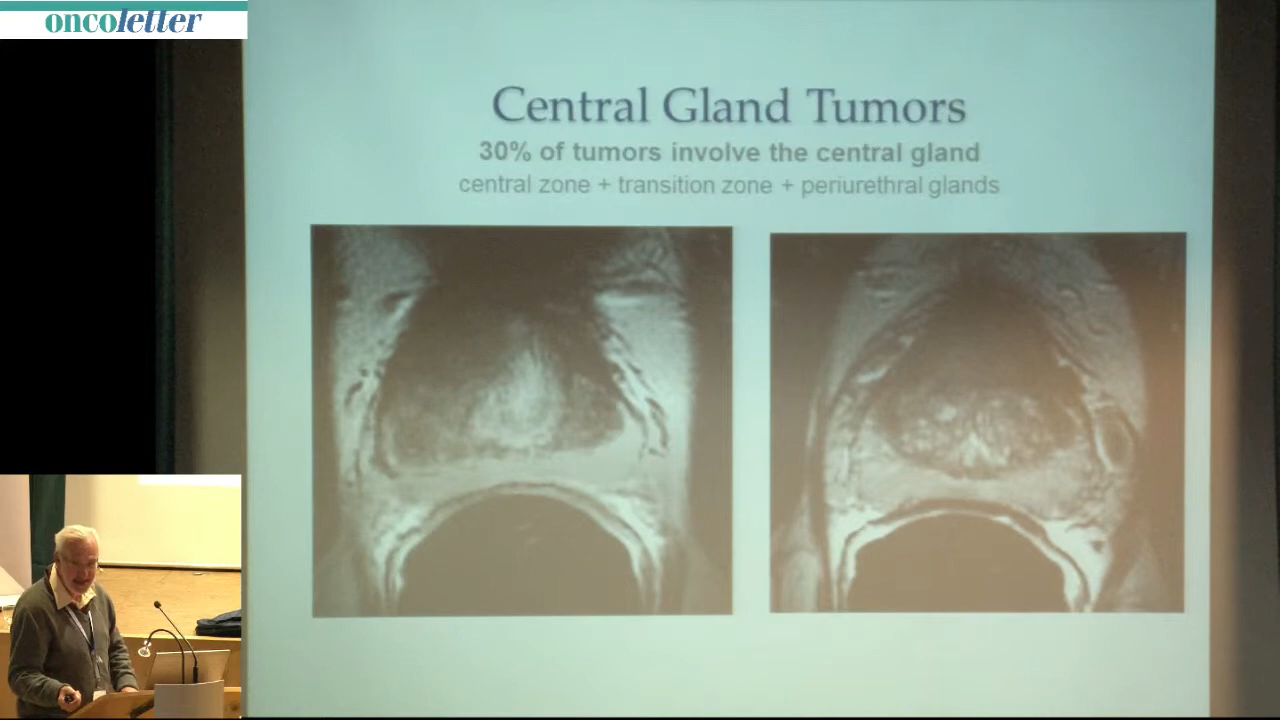 oncoletter
Central Gland Tumors
30% of tumors involve the central gland
central zone + transition zone + periurethral glands